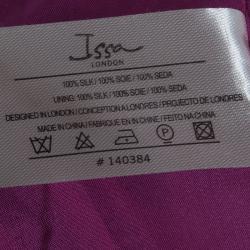 Issa
LONDON
100% SILK / 100% SOIE / 100% SEDA
LINING: 100% SILK / 100% SOIE / 100% SEDA
DESIGNED IN LONDON / CONCEPTION A LONDRES / PROJECTO DE LONDRES
MADE IN CHINA / FABRIQUE EN CHINE / FEITO NA CHINA
P
# 140384